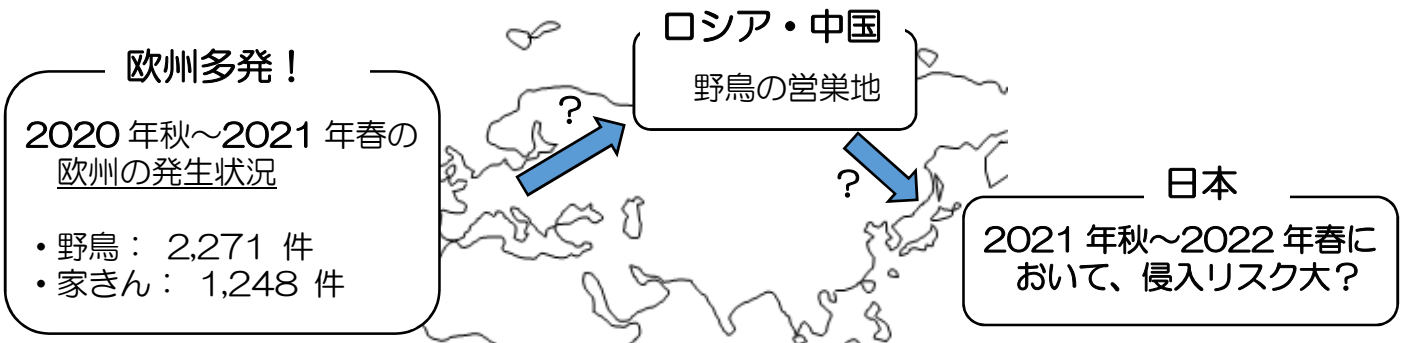 欧州多発！
2020 年秋～2021 年春の
欧州の発生状況
・野鳥： 2,271 件
・家きん： 1,248 件
？
ロシア・中国
野鳥の営巣地
？
日本
2021 年秋～2022 年春に
おいて、侵入リスク大？